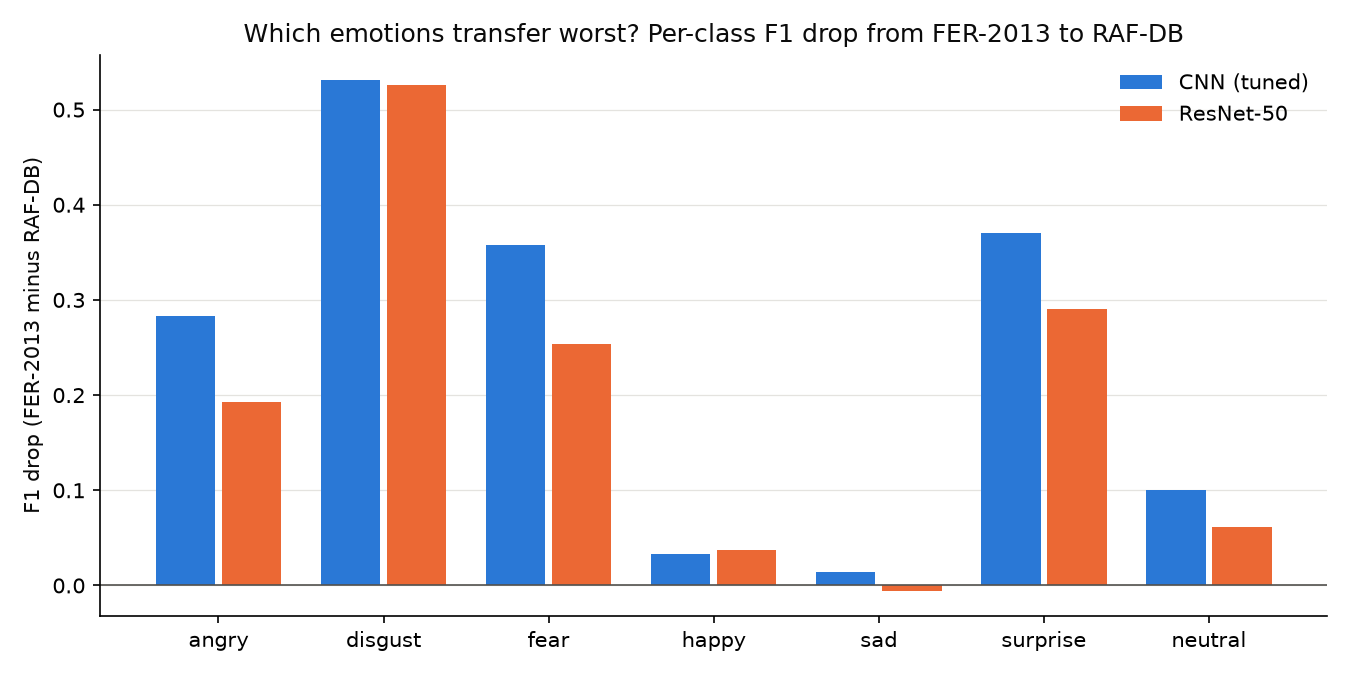 Which emotions transfer worst? Per-class F1 drop from FER-2013 to RAF-DB
CNN (tuned)
ResNet-50
F1 drop (FER-2013 minus RAF-DB)
0.5
0.4
0.3
0.2
0.1
0.0
angry disgust fear happy sad surprise neutral